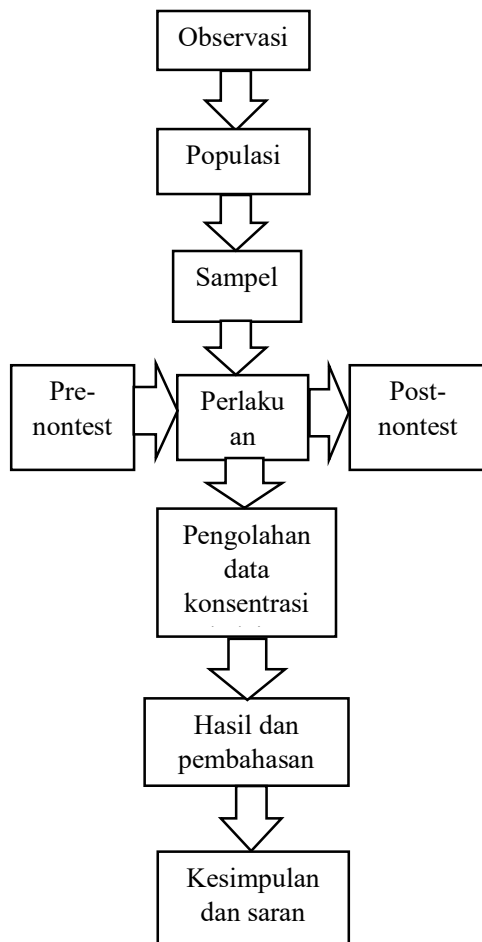 Observasi
Populasi
Sampel
Pre-
nontest
Perlaku
an
Post-
nontest
Pengolahan
data
konsentrasi
Hasil dan
pembahasan
Kesimpulan
dan saran